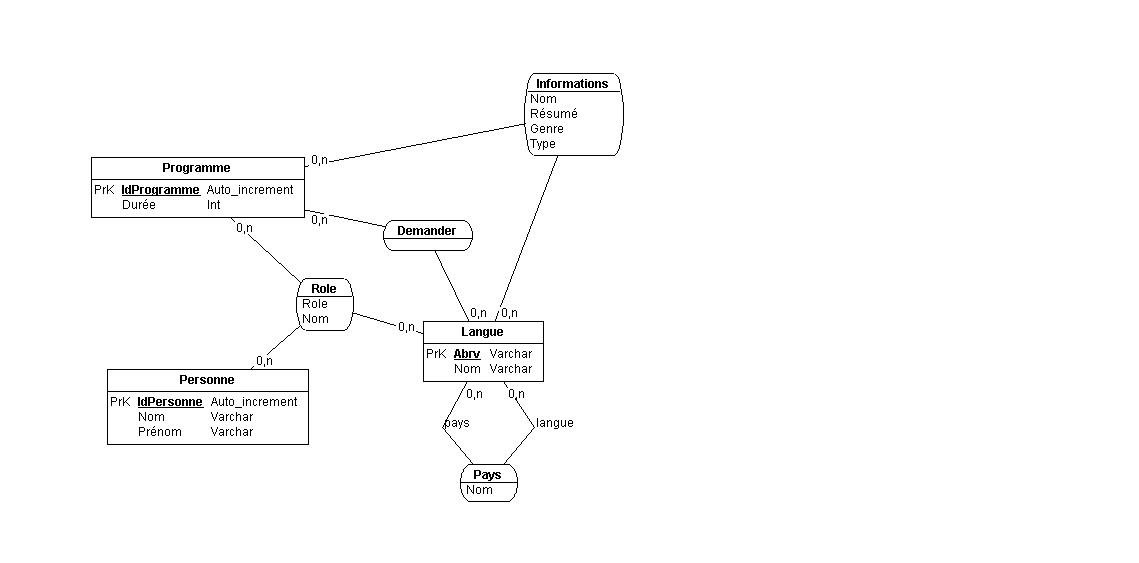 Informations
Nom
Résumé
Genre
Type
0,n
Programme
PrK IdProgramme Auto_increment
Durée Int
0,n
0,n
Demander
Role
Role
Nom
0,n
0,n
0,n
0,n
Langue
PrK Abrv Varchar
Nom Varchar
0,n
Personne
PrK IdPersonne Auto_increment
Nom Varchar
Prénom Varchar
0,n
0,n
pays
langue
Pays
Nom